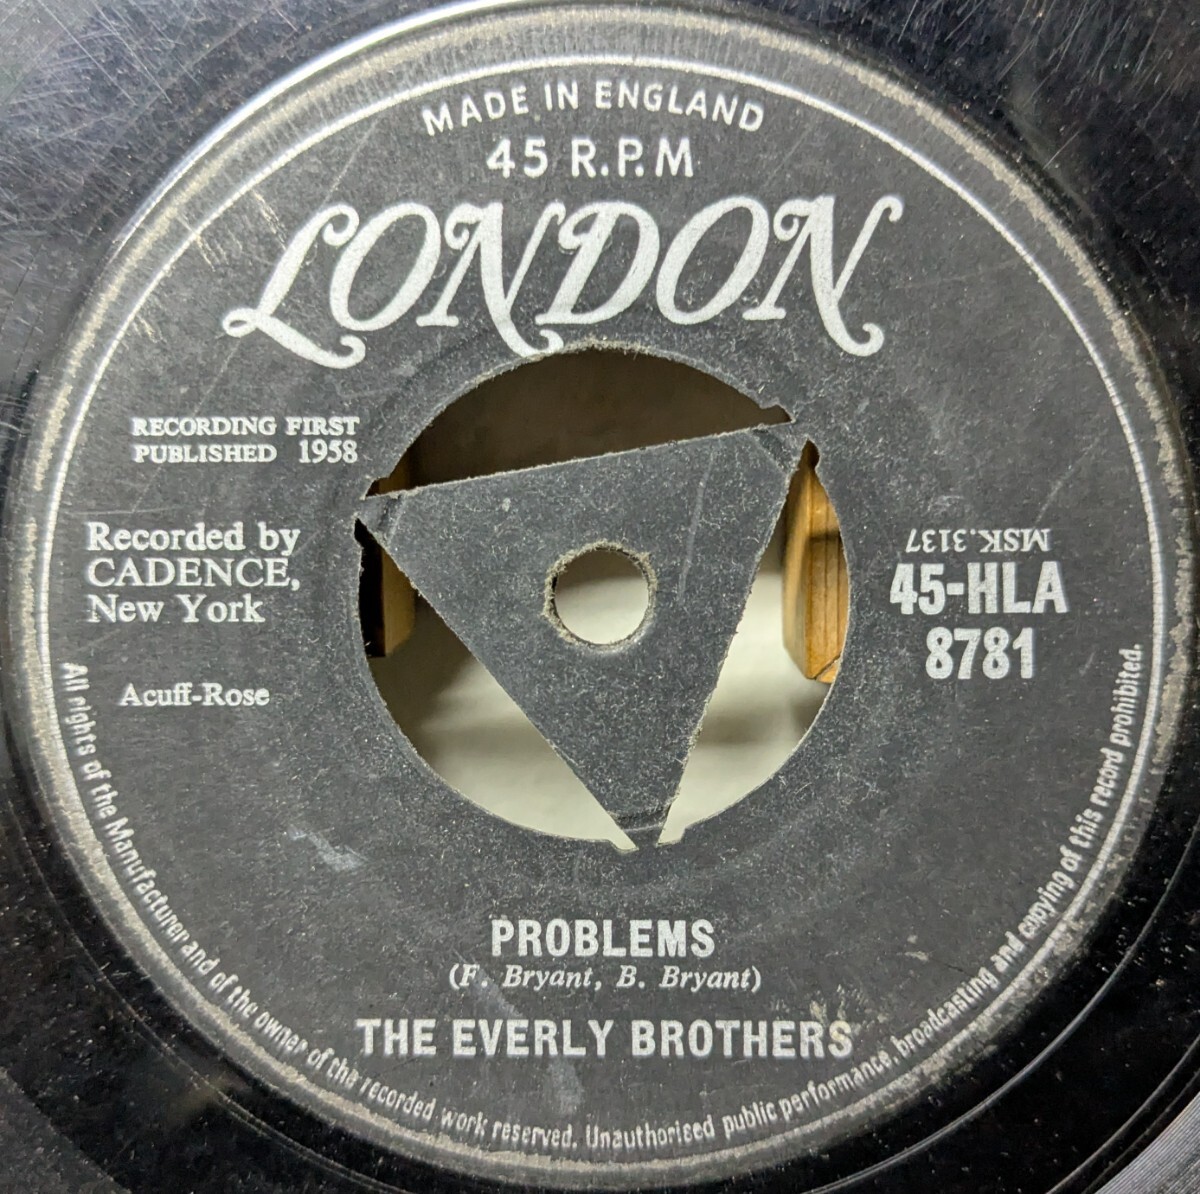 MADE IN ENGLAND
45 R.P.M
LONDON
RECORDING FIRST
PUBLISHED 1958
Recorded by
CADENCE,
New York
Acuff-Rose
MSK.3137
45-HLA
8781
PROBLEMS
(F. Bryant, B. Bryant)
THE EVERLY BROTHERS
All rights of the Manufacturer and of the owner of the recorded work reserved. Unauthorised public performance, broadcasting and copying of this record prohibited.